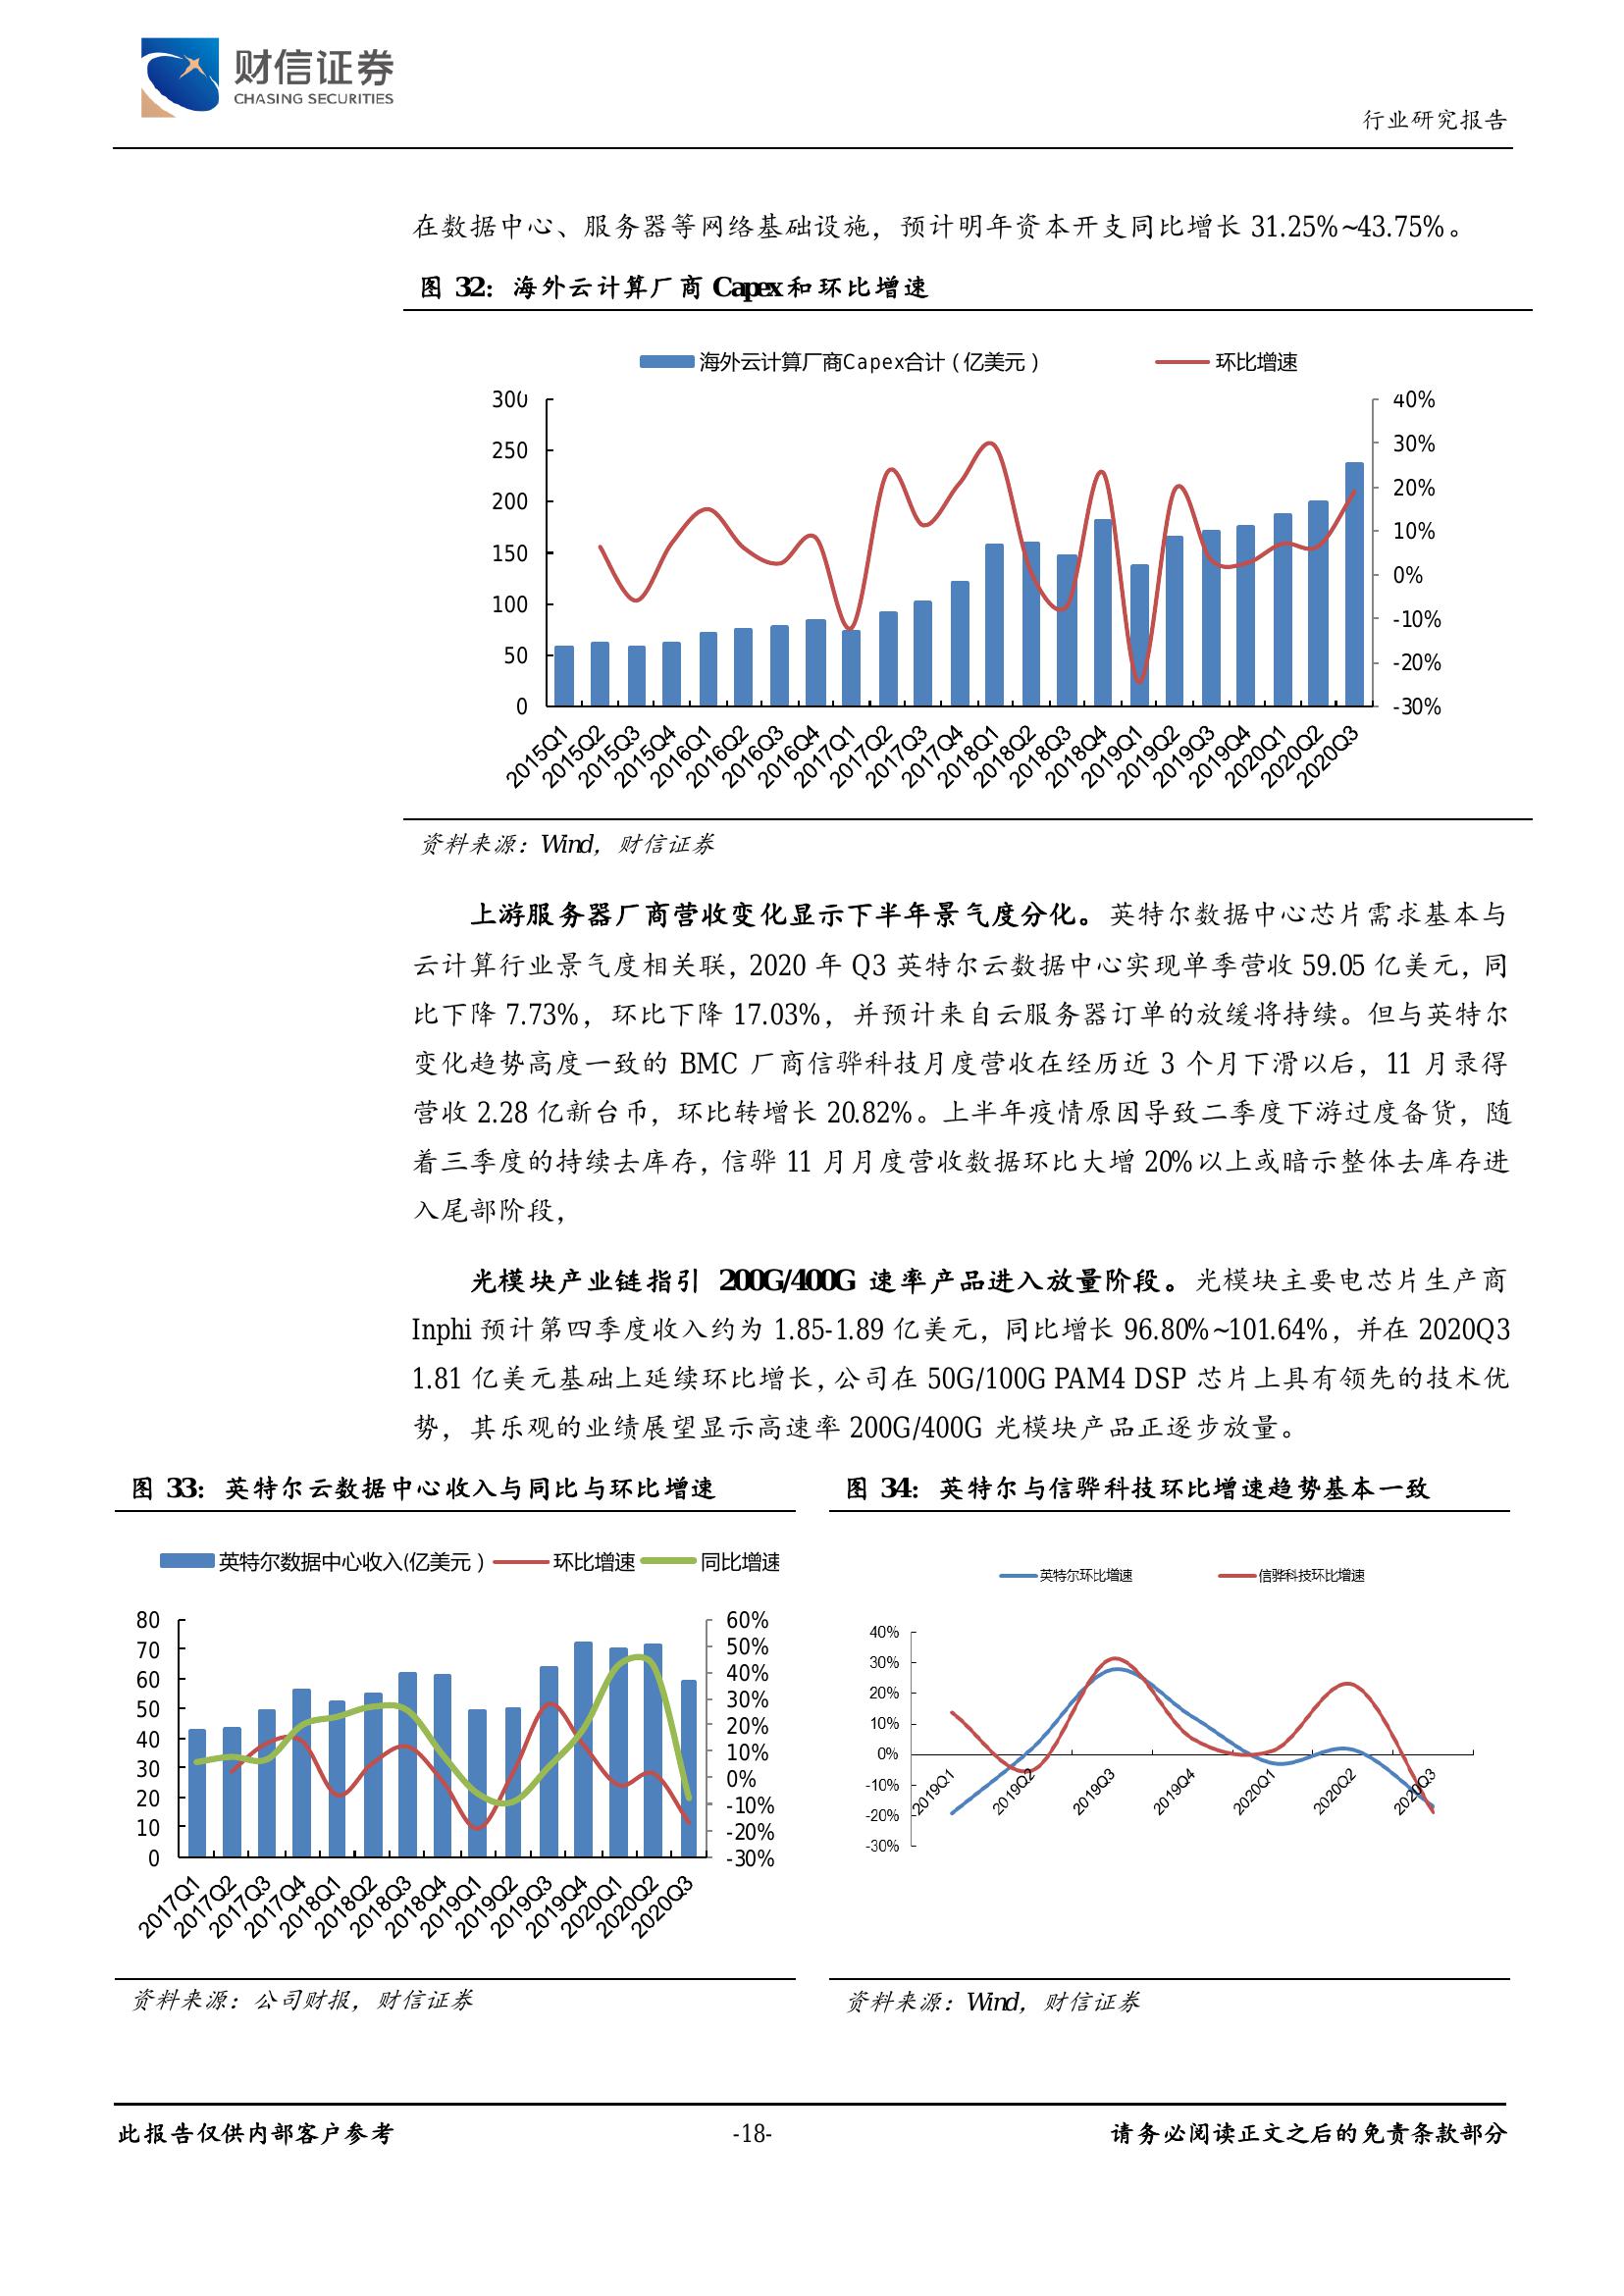 财信证券
CHASING SECURITIES
行业研究报告
在数据中心、服务器等网络基础设施，预计明年资本开支同比增长 31.25%~43.75%。
图 32：海外云计算厂商 Capex 和环比增速
海外云计算厂商Capex合计（亿美元） 环比增速
300 40%
250 30%
200 20%
150 10%
100 0%
50 -10%
0 -20%
-30%
2015Q1 2015Q2 2015Q3 2015Q4 2016Q1 2016Q2 2016Q3 2016Q4 2017Q1 2017Q2 2017Q3 2017Q4 2018Q1 2018Q2 2018Q3 2018Q4 2019Q1 2019Q2 2019Q3 2019Q4 2020Q1 2020Q2 2020Q3
资料来源：Wind，财信证券
上游服务器厂商营收变化显示下半年景气度分化。英特尔数据中心芯片需求基本与
云计算行业景气度相关联，2020 年 Q3 英特尔云数据中心实现单季营收 59.05 亿美元，同
比下降 7.73%，环比下降 17.03%，并预计来自云服务器订单的放缓将持续。但与英特尔
变化趋势高度一致的 BMC 厂商信骅科技月度营收在经历近 3 个月下滑以后，11 月录得
营收 2.28 亿新台币，环比转增长 20.82%。上半年疫情原因导致二季度下游过度备货，随
着三季度的持续去库存，信骅 11 月月度营收数据环比大增 20%以上或暗示整体去库存进
入尾部阶段，
光模块产业链指引 200G/400G 速率产品进入放量阶段。光模块主要电芯片生产商
Inphi 预计第四季度收入约为 1.85-1.89 亿美元，同比增长 96.80%~101.64%，并在 2020Q3
1.81 亿美元基础上延续环比增长，公司在 50G/100G PAM4 DSP 芯片上具有领先的技术优
势，其乐观的业绩展望显示高速率 200G/400G 光模块产品正逐步放量。
图 33：英特尔云数据中心收入与同比与环比增速
英特尔数据中心收入(亿美元） 环比增速 同比增速
80 60%
70 50%
60 40%
50 30%
40 20%
30 10%
20 0%
10 -10%
0 -20%
-30%
2017Q1 2017Q2 2017Q3 2017Q4 2018Q1 2018Q2 2018Q3 2018Q4 2019Q1 2019Q2 2019Q3 2019Q4 2020Q1 2020Q2 2020Q3
资料来源：公司财报，财信证券
图 34：英特尔与信骅科技环比增速趋势基本一致
英特尔环比增速 信骅科技环比增速
40%
30%
20%
10%
0%
-10%
-20%
-30%
2019Q1 2019Q2 2019Q3 2019Q4 2020Q1 2020Q2 2020Q3
资料来源：Wind，财信证券
此报告仅供内部客户参考 -18- 请务必阅读正文之后的免责条款部分